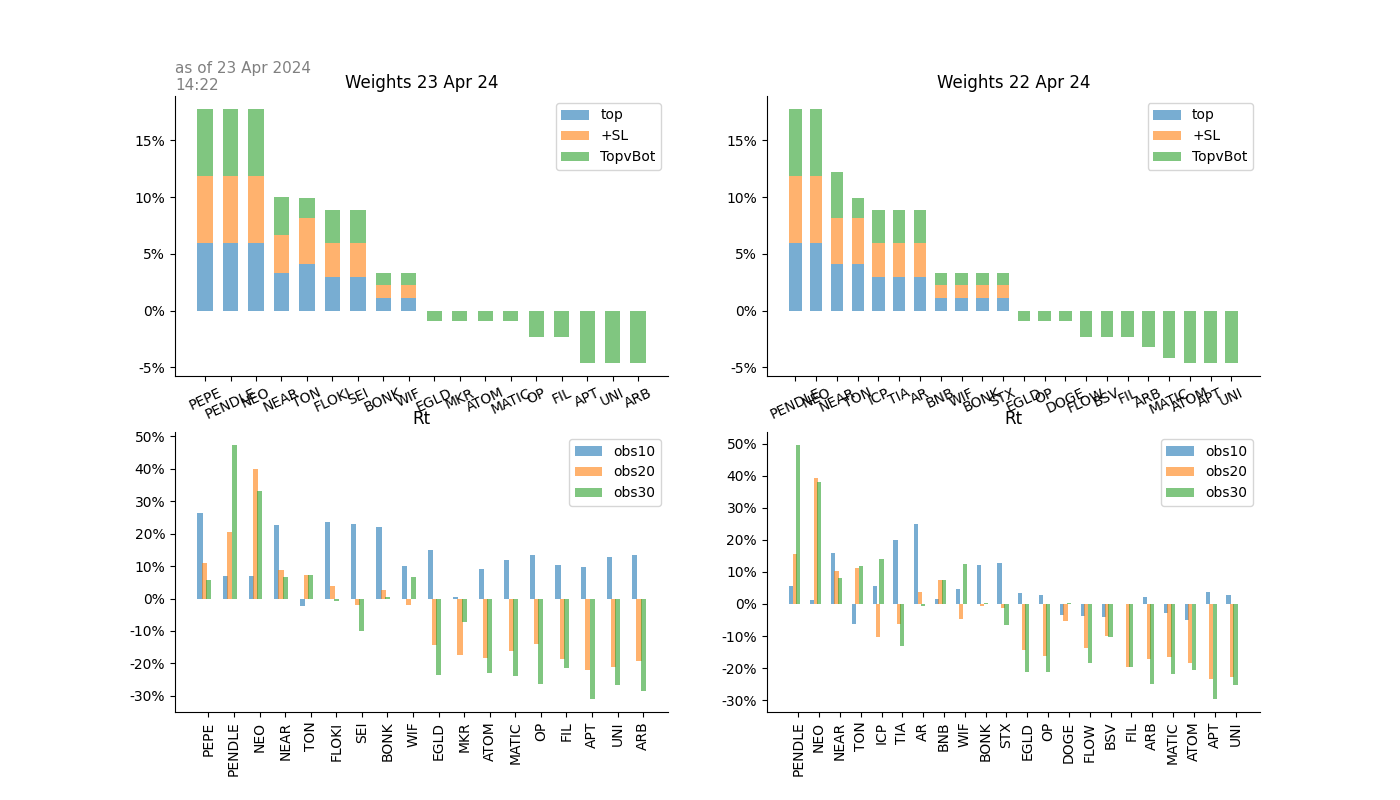 as of 23 Apr 2024
14:22
Weights 23 Apr 24
15%
10%
5%
0%
-5%
top
+SL
TopvBot
PEPE PENDLE NEO NEAR TON FLOKI SEI BONK WIF EGLD MKR ATOM MATIC OP FIL APT UNI ARB
Weights 22 Apr 24
15%
10%
5%
0%
-5%
top
+SL
TopvBot
PENDLE NEO NEAR TON ICP TIA AR BNB WIF BONK STX EGLD OP DOGE FLOW BSV FIL ARB MATIC ATOM APT UNI
Rt
50%
40%
30%
20%
10%
0%
-10%
-20%
-30%
obs10
obs20
obs30
PEPE PENDLE NEO NEAR TON FLOKI SEI BONK WIF EGLD MKR ATOM MATIC OP FIL APT UNI ARB
Rt
50%
40%
30%
20%
10%
0%
-10%
-20%
-30%
obs10
obs20
obs30
PENDLE NEO NEAR TON ICP TIA AR BNB WIF BONK STX EGLD OP DOGE FLOW BSV FIL ARB MATIC ATOM APT UNI